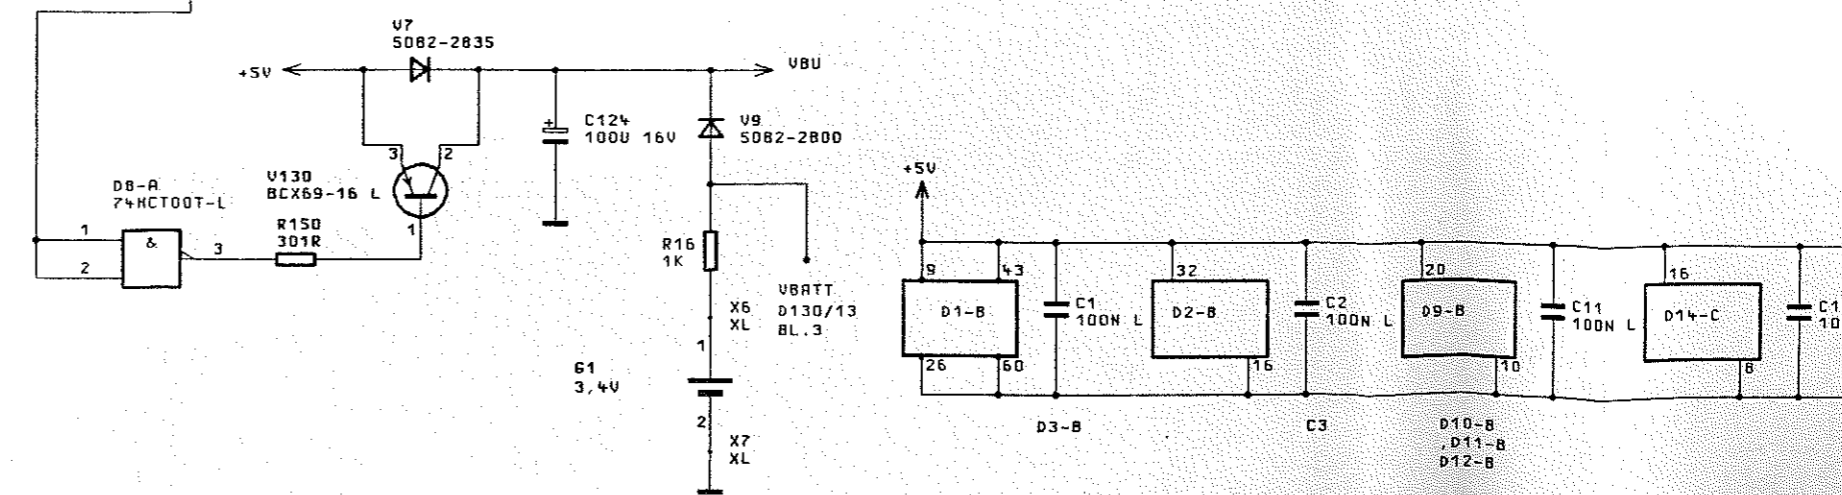 V7
5082-2835
+5V
VBU
C124
+
100U 16V
V9
5082-2800
3
2
V130
BCX69-16 L
D8-A
74HCT00T-L
1
1
&
3
R150
301R
2
R16
1K
VBATT
D130/13
BL.3
X6
XL
1
G1
3,4V
2
X7
XL
+5V
9
43
D1-B
26
60
C1
100N L
32
D2-B
16
C2
100N L
20
D9-B
10
C11
100N L
16
D14-C
8
C1
10
D3-B
C3
D10-B
,D11-B
D12-B